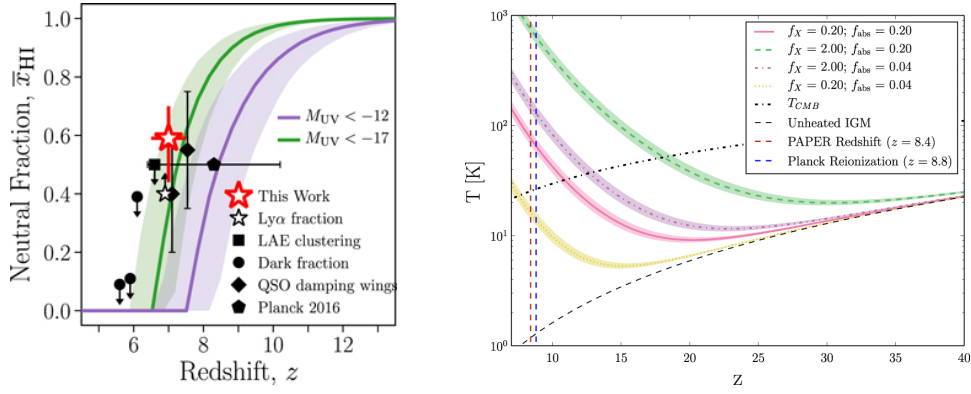 Neutral Fraction, x̄HI
1.0
0.8
0.6
0.4
0.2
0.0
6
8
10
12
Redshift, z
MUV < −12
MUV < −17
This Work
Lyα fraction
LAE clustering
Dark fraction
QSO damping wings
Planck 2016
T [K]
10³
10²
10¹
10⁰
10
15
20
25
30
35
40
Z
fX = 0.20; fabs = 0.20
fX = 2.00; fabs = 0.20
fX = 2.00; fabs = 0.04
fX = 0.20; fabs = 0.04
TCMB
Unheated IGM
PAPER Redshift (z = 8.4)
Planck Reionization (z = 8.8)